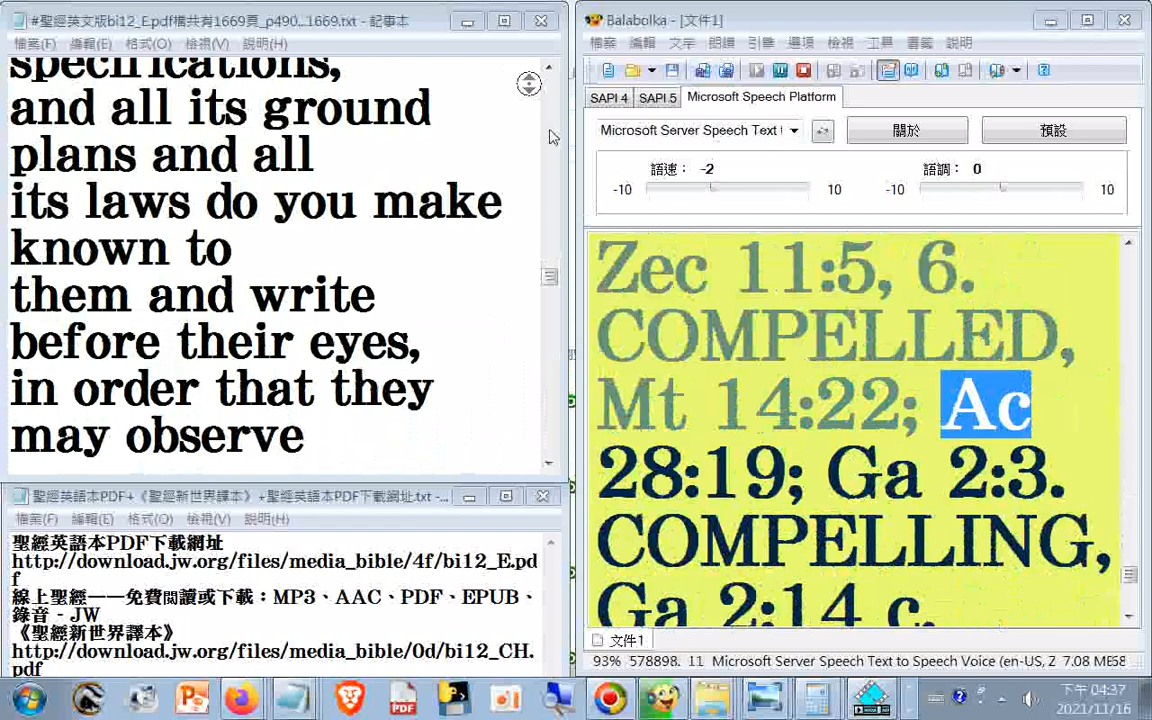 #聖經英文版bi12_E.pdf檔共有1669頁_p490...1669.txt - 記事本
檔案(F) 編輯(E) 格式(O) 檢視(V) 說明(H)
specifications,
and all its ground
plans and all
its laws do you make
known to
them and write
before their eyes,
in order that they
may observe
聖經英語本PDF+《聖經新世界譯本》+聖經英語本PDF下載網址.txt -...
檔案(F) 編輯(E) 格式(O) 檢視(V) 說明(H)
聖經英語本PDF下載網址
http://download.jw.org/files/media_bible/4f/bi12_E.pd
f
線上聖經——免費閱讀或下載：MP3、AAC、PDF、EPUB、
錄音 - JW
《聖經新世界譯本》
http://download.jw.org/files/media_bible/0d/bi12_CH.
pdf
Balabolka - [文件1]
檔案 編輯 文字 朗讀 引擎 選項 檢視 工具 書籤 說明
SAPI 4 SAPI 5 Microsoft Speech Platform
Microsoft Server Speech Text 關於 預設
語速： -2 語調： 0
-10 10 -10 10
Zec 11:5, 6.
COMPELLED,
Mt 14:22; Ac
28:19; Ga 2:3.
COMPELLING,
Ga 2:14 c.
文件1
93% 578898. 11 Microsoft Server Speech Text to Speech Voice (en-US, Z 7.08 MB
PDF
下午 04:37
2021/11/16